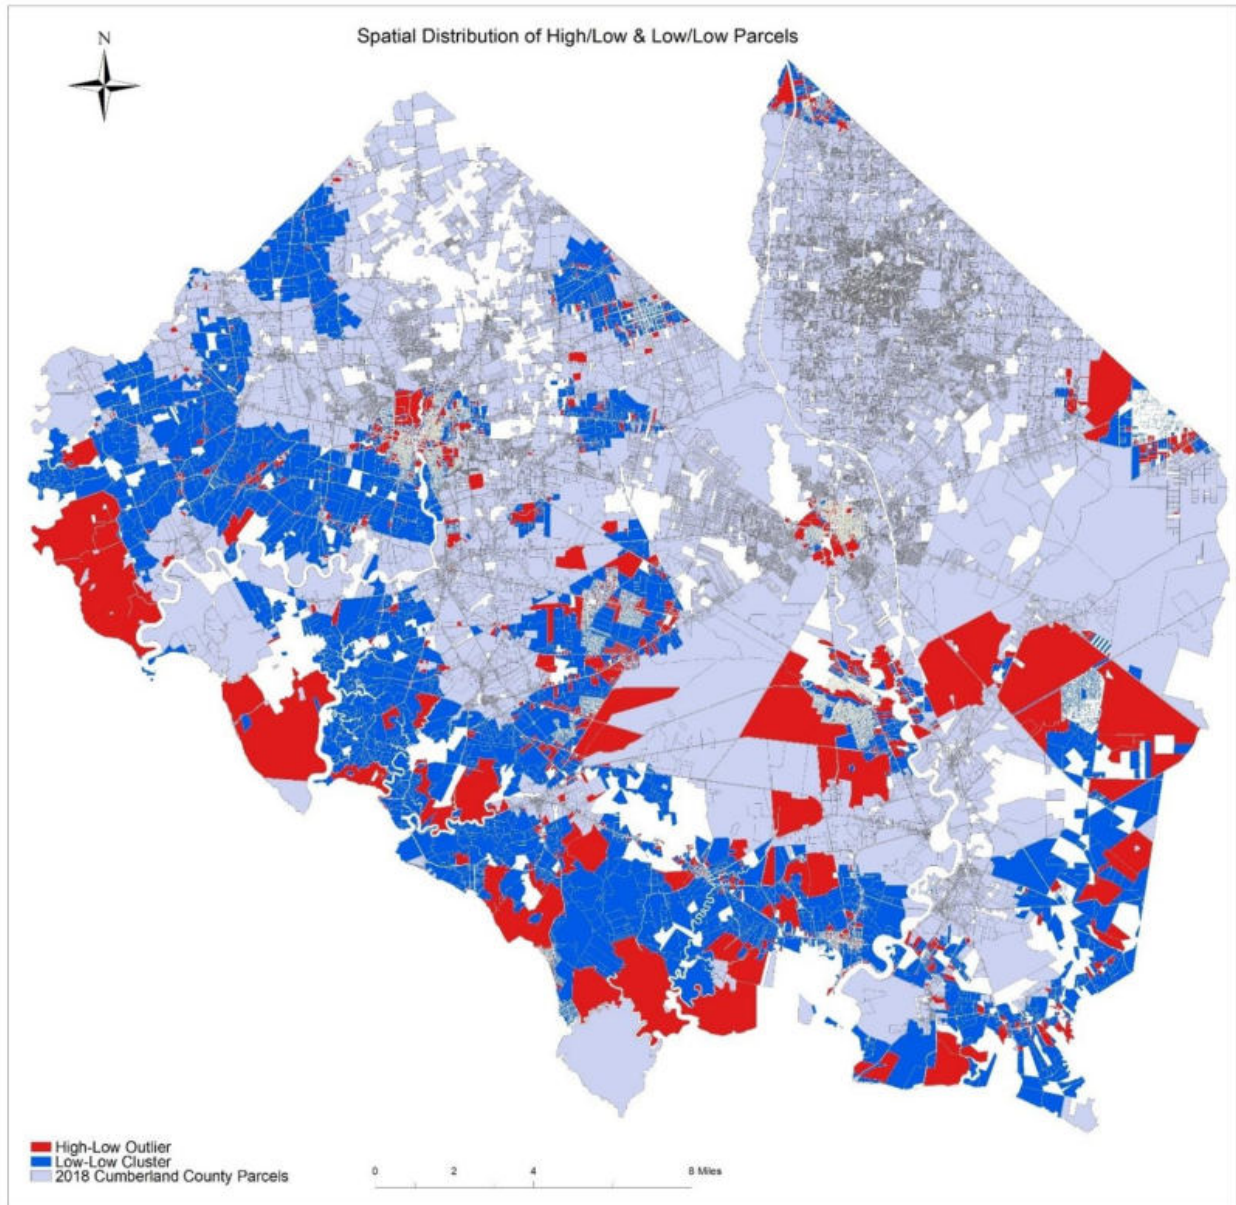 Spatial Distribution of High/Low & Low/Low Parcels
N
High-Low Outlier
Low-Low Cluster
2018 Cumberland County Parcels
0 2 4 8 Miles